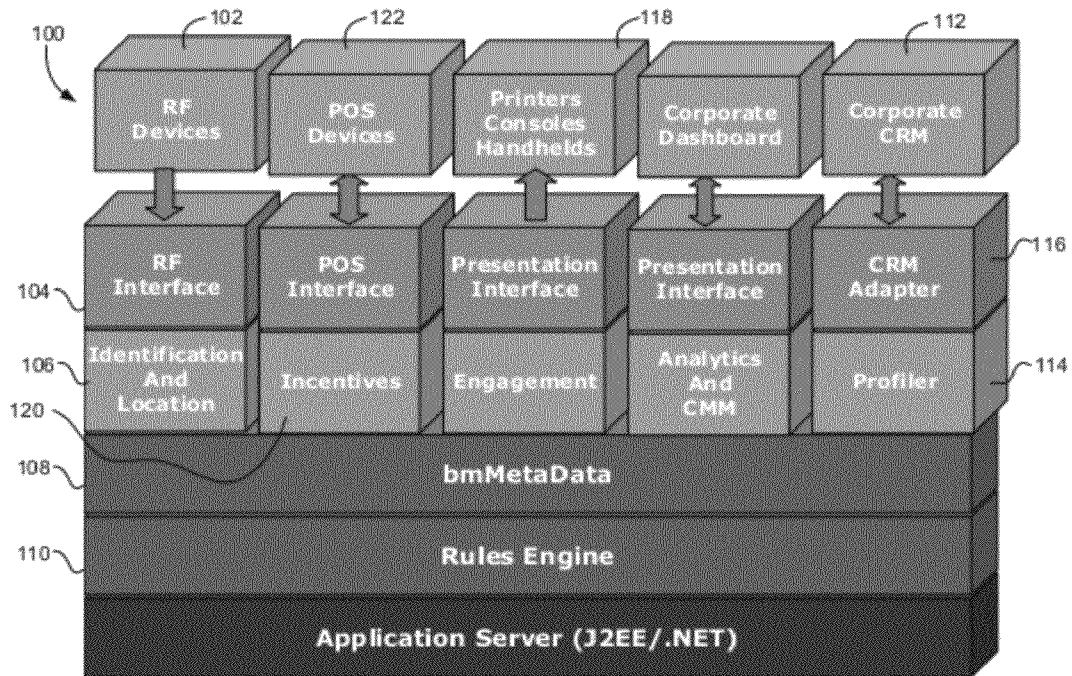 102
122
118
112
100
RF
Devices
POS
Devices
Printers
Consoles
Handhelds
Corporate
Dashboard
Corporate
CRM
RF
Interface
POS
Interface
Presentation
Interface
Presentation
Interface
CRM
Adapter
116
104
Identification
And
Location
Incentives
Engagement
Analytics
And
CMM
Profiler
114
106
120
108
bmMetaData
110
Rules Engine
Application Server (J2EE/.NET)